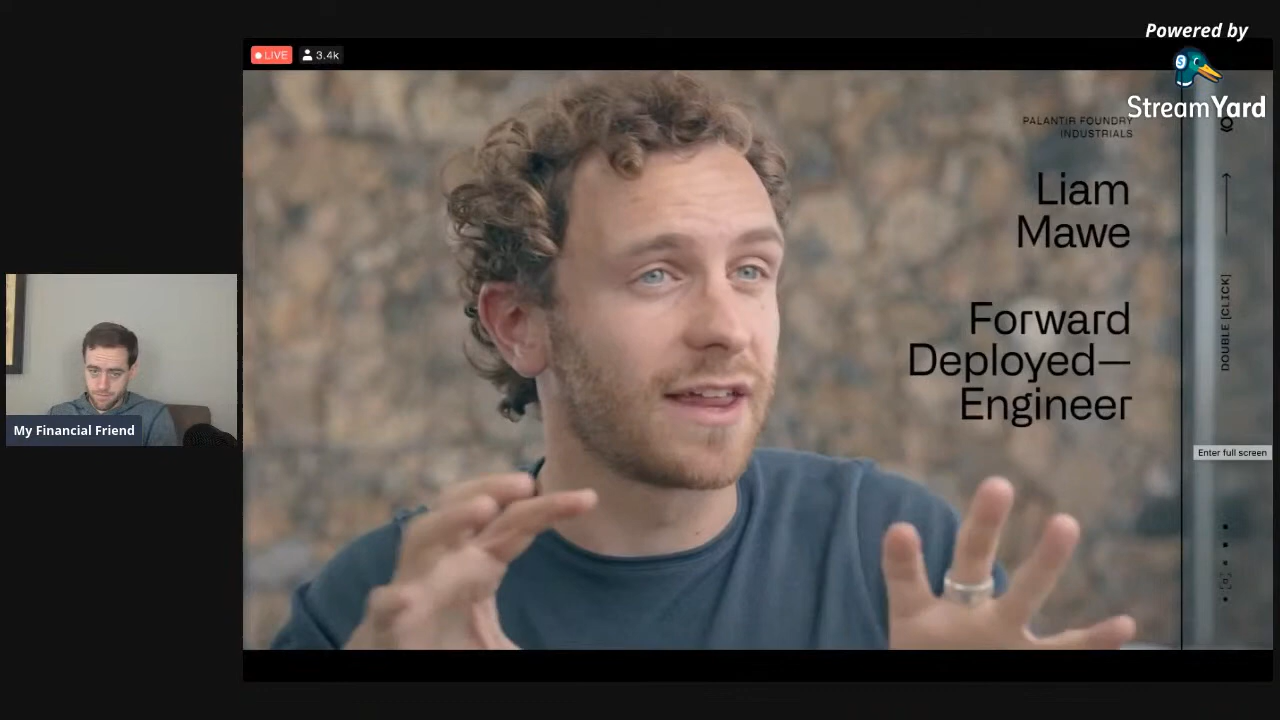 Powered by
StreamYard
LIVE
3.4k
PALANTIR FOUNDRY
INDUSTRIALS
Liam
Mawe
Forward
Deployed—
Engineer
DOUBLE [CLICK]
Enter full screen
My Financial Friend